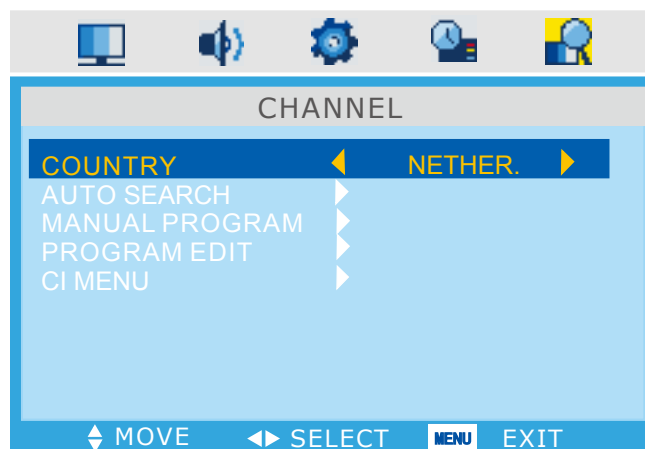 CHANNEL
COUNTRY NETHER.
AUTO SEARCH
MANUAL PROGRAM
PROGRAM EDIT
CI MENU
MOVE SELECT MENU EXIT